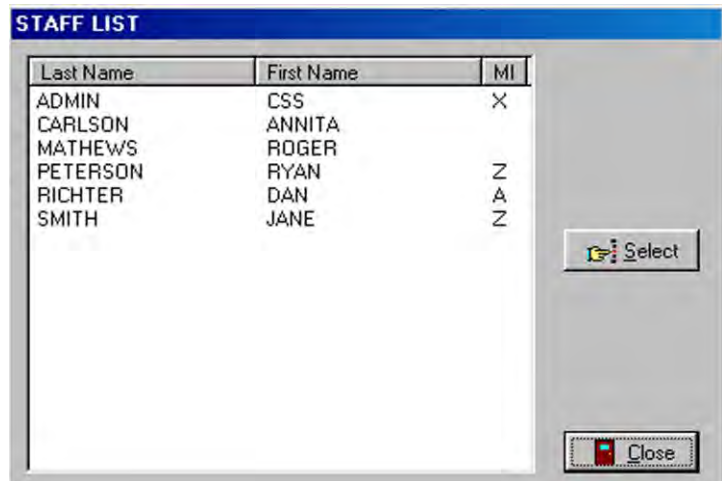 STAFF LIST
Last Name First Name MI
ADMIN CSS X
CARLSON ANNITA
MATHEWS ROGER
PETERSON RYAN Z
RICHTER DAN A
SMITH JANE Z
Select
Close